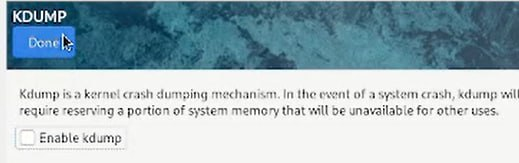 KDUMP
Done
Kdump is a kernel crash dumping mechanism. In the event of a system crash, kdump will
require reserving a portion of system memory that will be unavailable for other uses.
Enable kdump